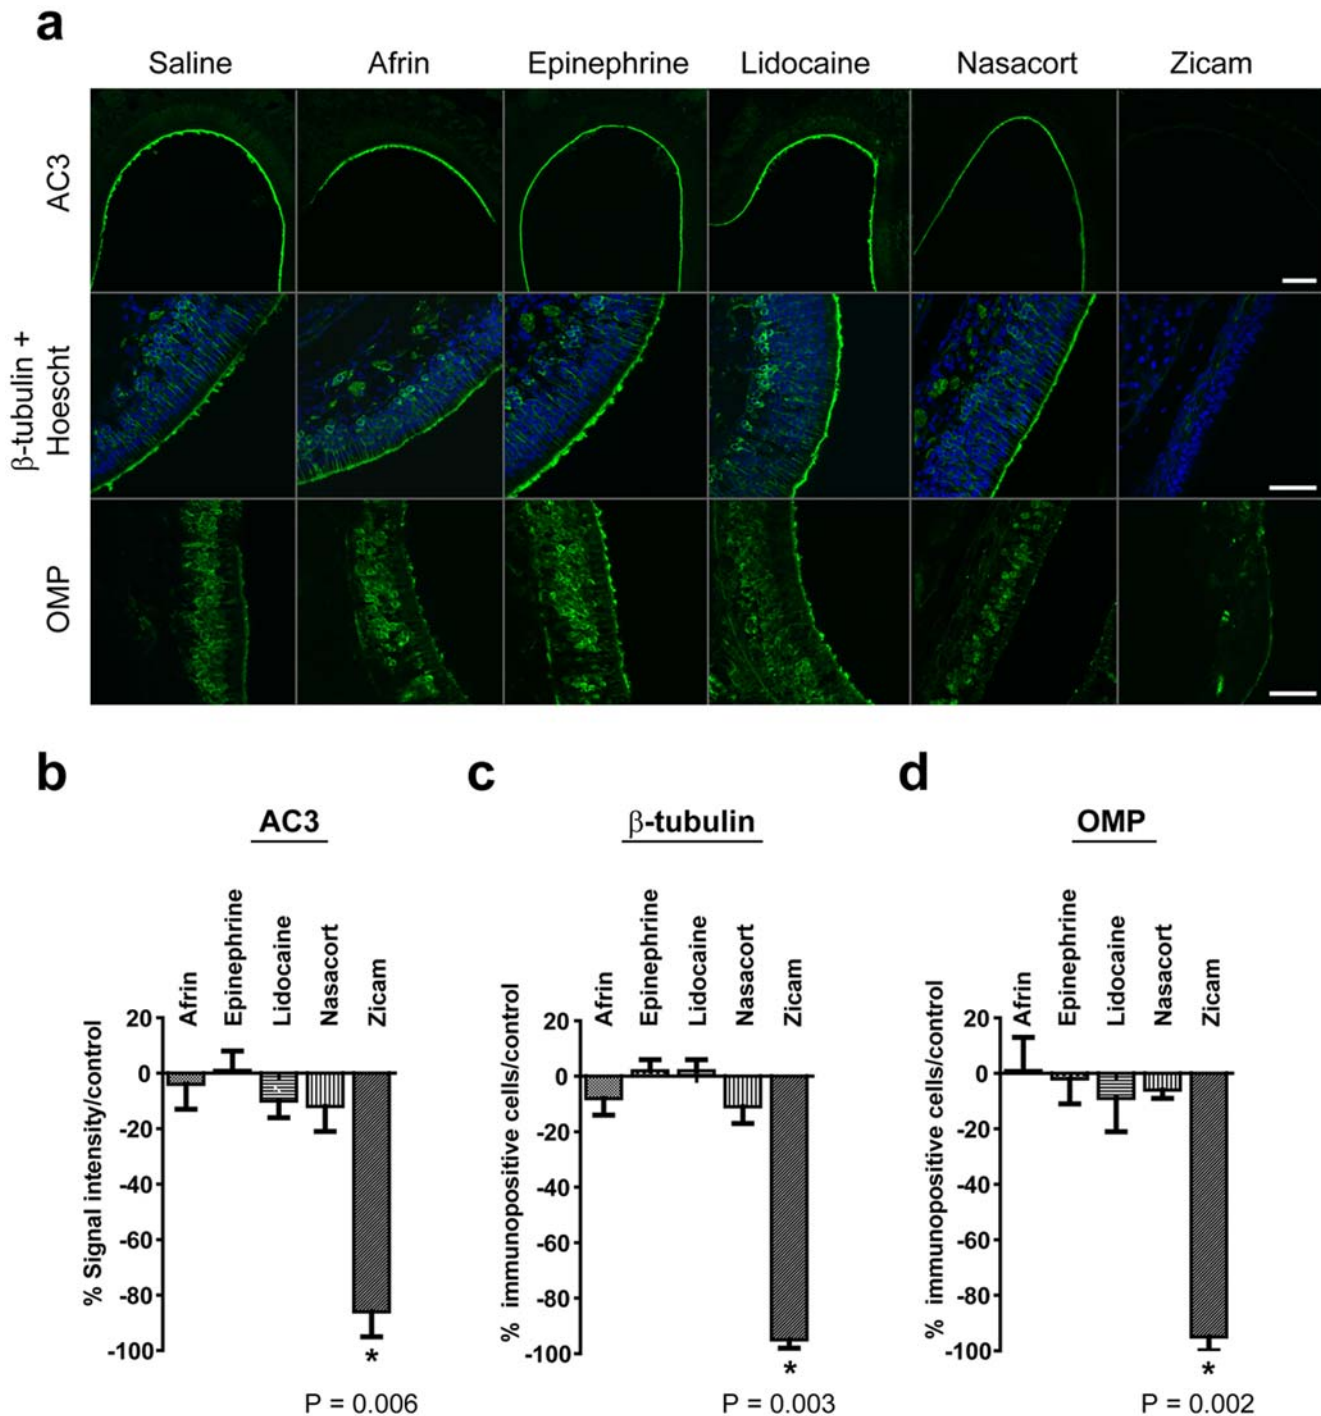 a
Saline Afrin Epinephrine Lidocaine Nasacort Zicam
AC3
β-tubulin +
Hoescht
OMP
b
AC3
Afrin
Epinephrine
Lidocaine
Nasacort
Zicam
% Signal intensity/control
20
0
-20
-40
-60
-80
-100
*
P = 0.006
c
β-tubulin
Afrin
Epinephrine
Lidocaine
Nasacort
Zicam
% immunopositive cells/control
20
0
-20
-40
-60
-80
-100
*
P = 0.003
d
OMP
Afrin
Epinephrine
Lidocaine
Nasacort
Zicam
% immunopositive cells/control
20
0
-20
-40
-60
-80
-100
*
P = 0.002